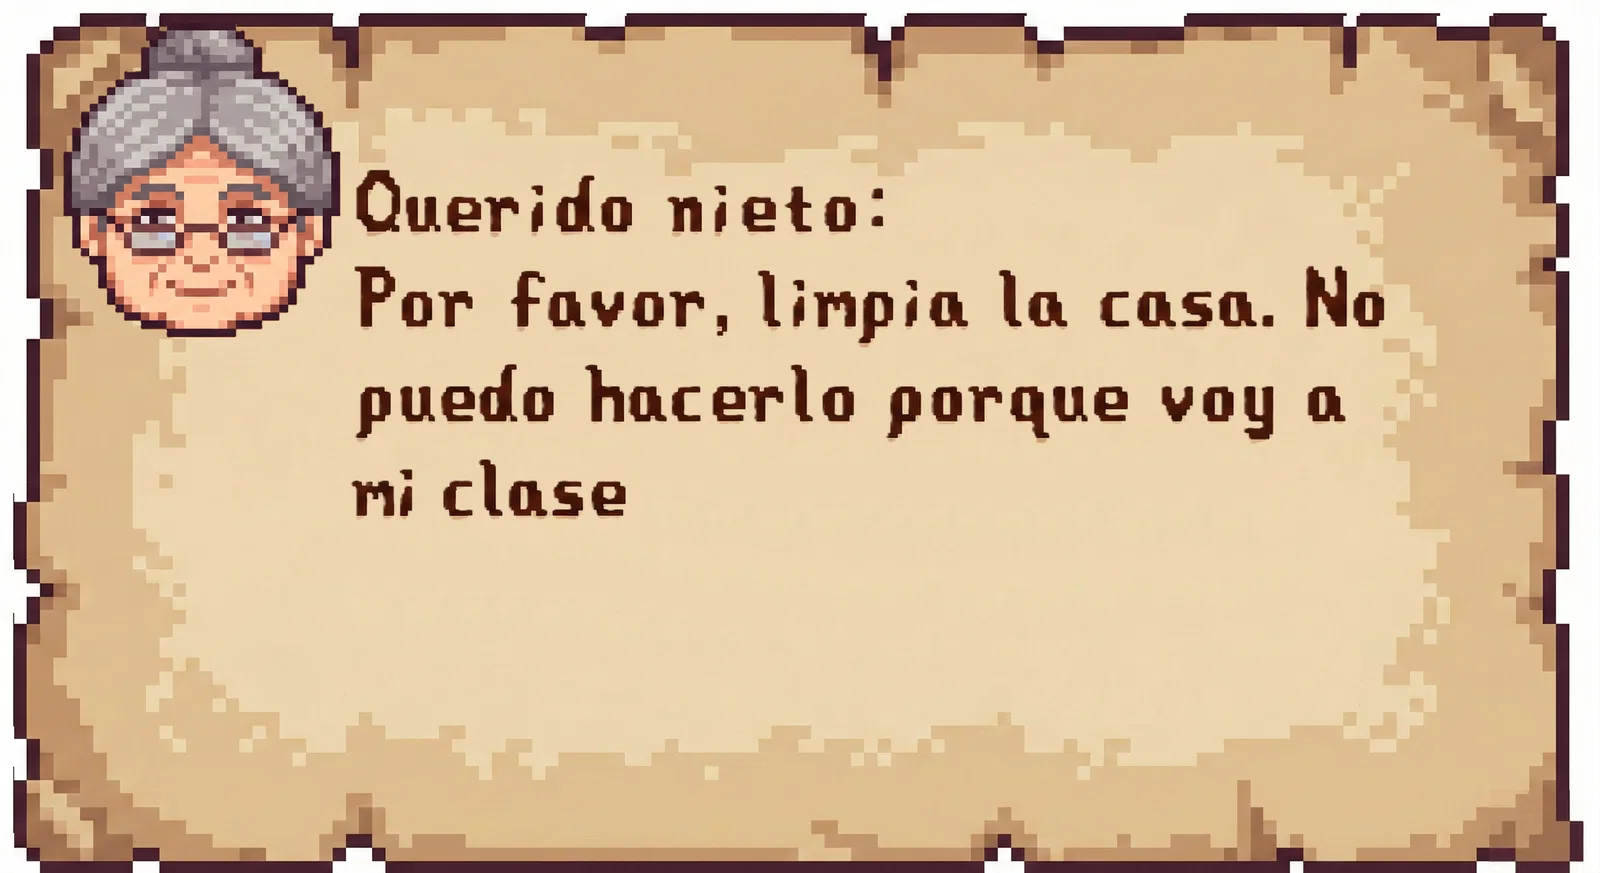 Querido nieto:
Por favor, limpia la casa. No
puedo hacerlo porque voy a
mi clase